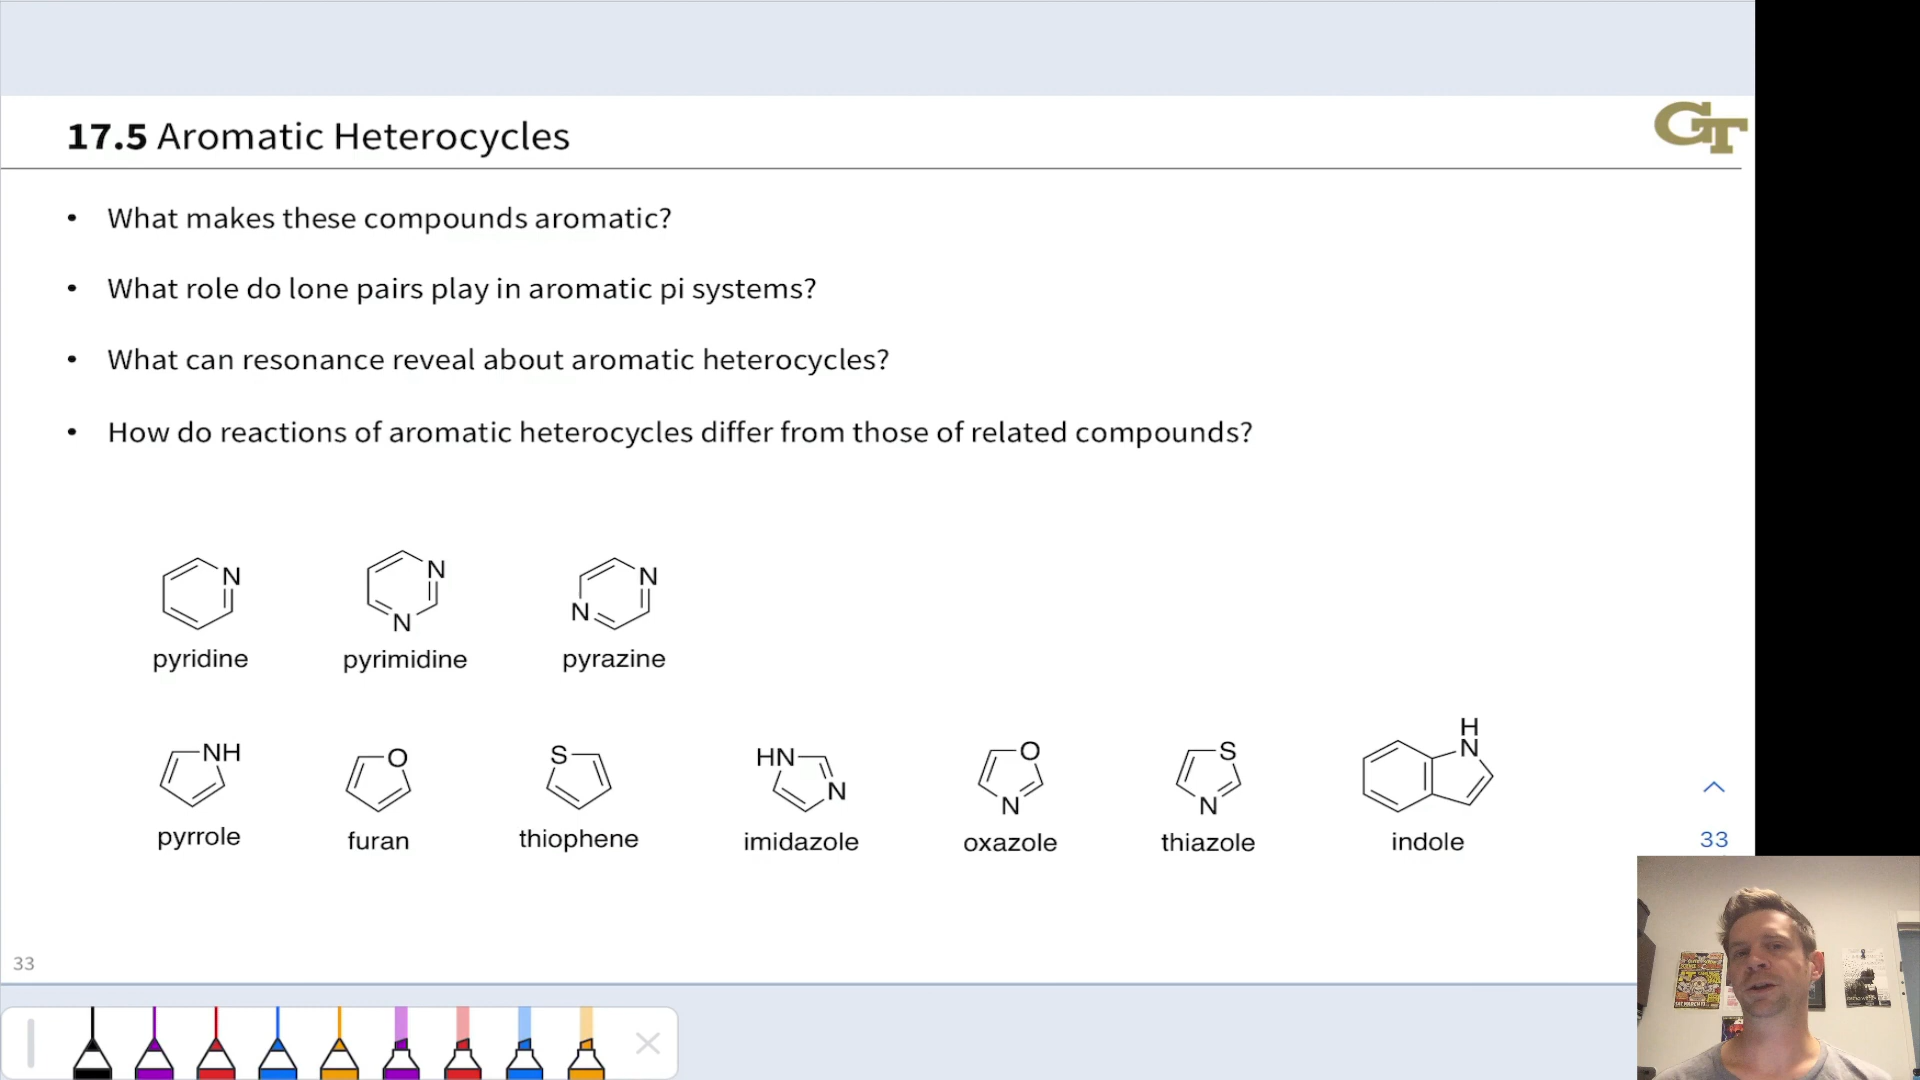 17.5 Aromatic Heterocycles
GT
• What makes these compounds aromatic?
• What role do lone pairs play in aromatic pi systems?
• What can resonance reveal about aromatic heterocycles?
• How do reactions of aromatic heterocycles differ from those of related compounds?
N
N
N
N
N
pyridine
pyrimidine
pyrazine
NH
O
S
HN
N
O
N
S
N
H
N
pyrrole
furan
thiophene
imidazole
oxazole
thiazole
indole
33
33